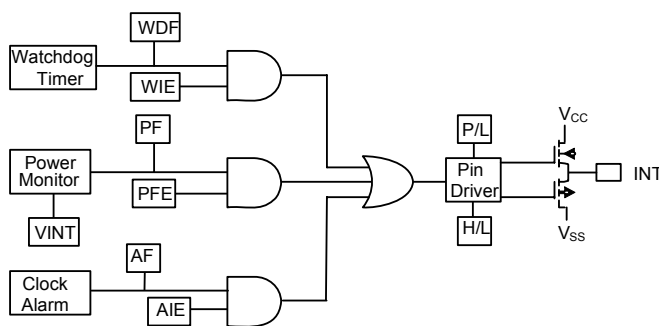 WDF
Watchdog
Timer
WIE
PF
P/L
VCC
Power
Monitor
PFE
Pin
Driver
INT
VINT
H/L
VSS
AF
Clock
Alarm
AIE